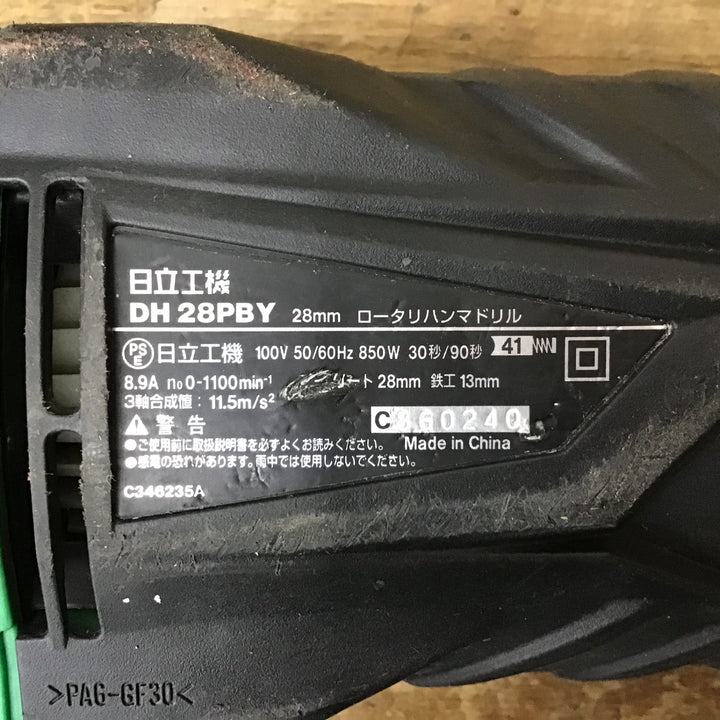 日立工機
DH 28PBY 28mm ロータリハンマドリル
PS E 日立工機 100V 50/60Hz 850W 30秒/90秒 41
8.9A n₀ 0-1100min⁻¹ ート 28mm 鉄工 13mm
3軸合成値：11.5m/s²
警告 C860240
●ご使用前に取扱説明書を必ずよくお読みください。 Made in China
●感電の恐れがあります。雨中では使用しないでください。
C346235A
>PA6-GF30<